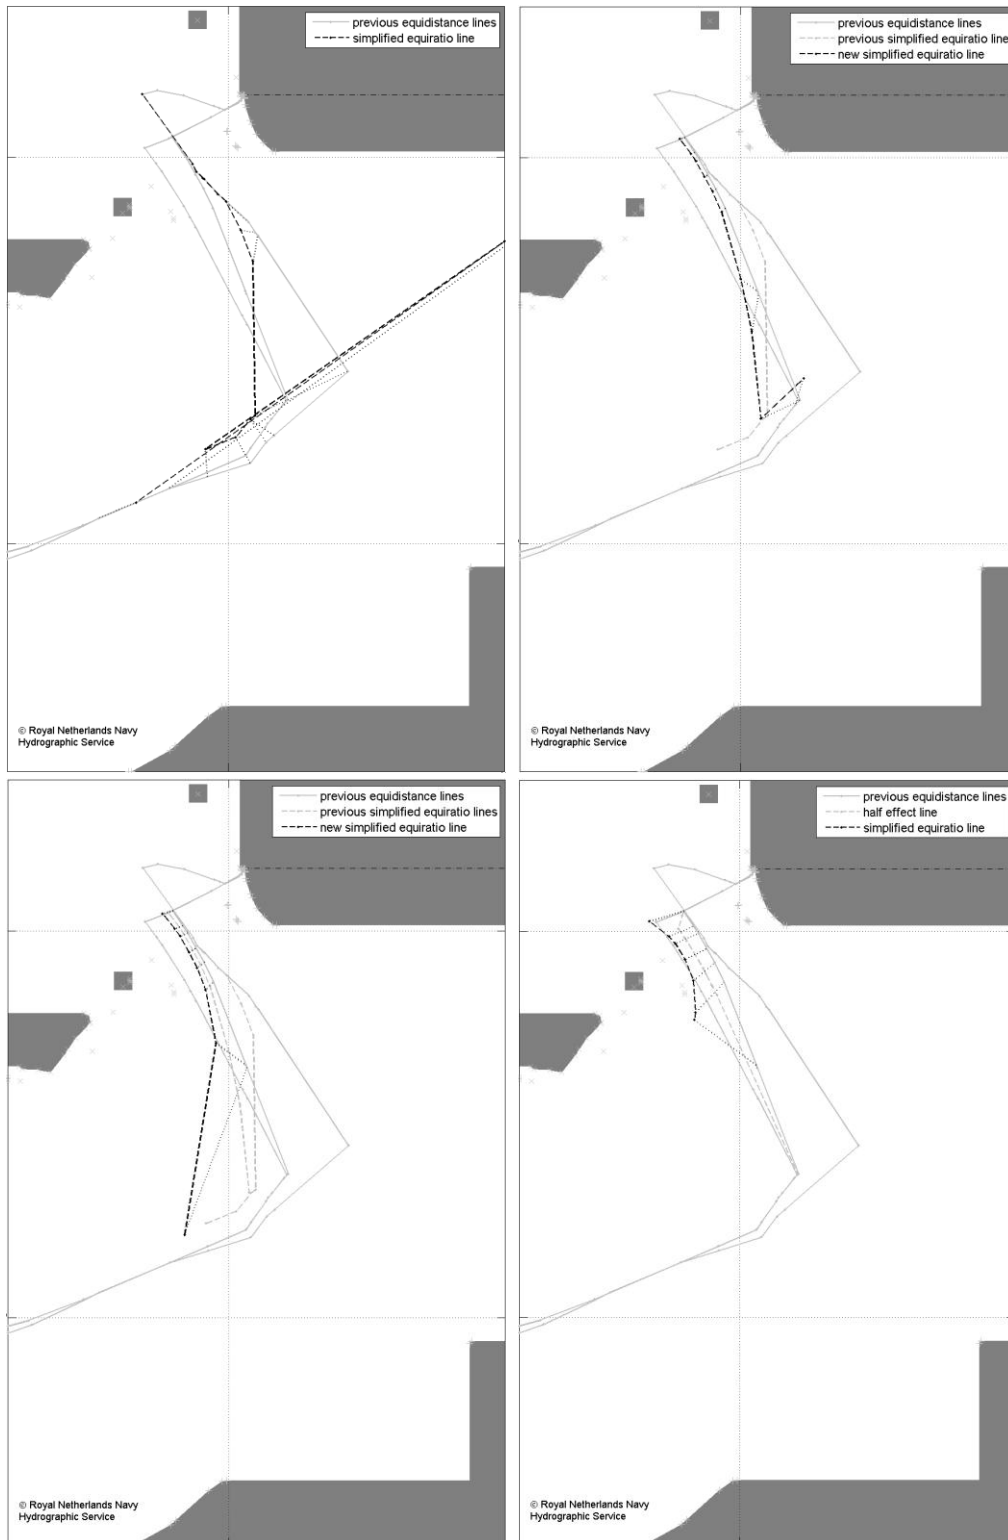 previous equidistance lines
simplified equiratio line
© Royal Netherlands Navy
Hydrographic Service
previous equidistance lines
previous simplified equiratio line
new simplified equiratio line
© Royal Netherlands Navy
Hydrographic Service
previous equidistance lines
previous simplified equiratio lines
new simplified equiratio line
© Royal Netherlands Navy
Hydrographic Service
previous equidistance lines
half effect line
simplified equiratio line
© Royal Netherlands Navy
Hydrographic Service